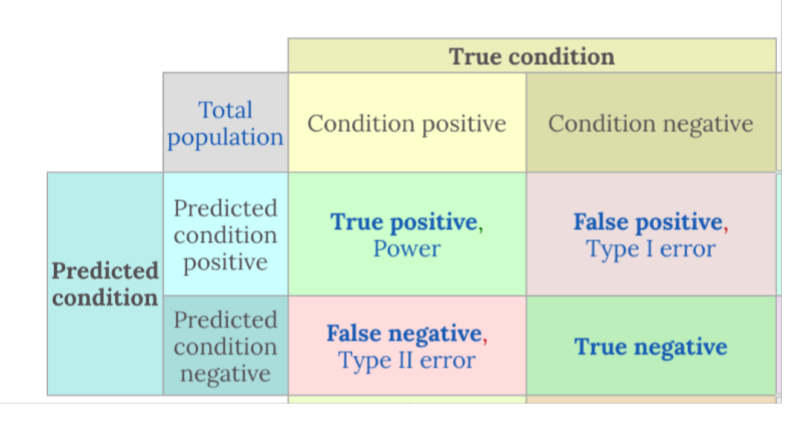 True condition
Total
population
Condition positive
Condition negative
Predicted
condition
Predicted
condition
positive
True positive,
Power
False positive,
Type I error
Predicted
condition
negative
False negative,
Type II error
True negative